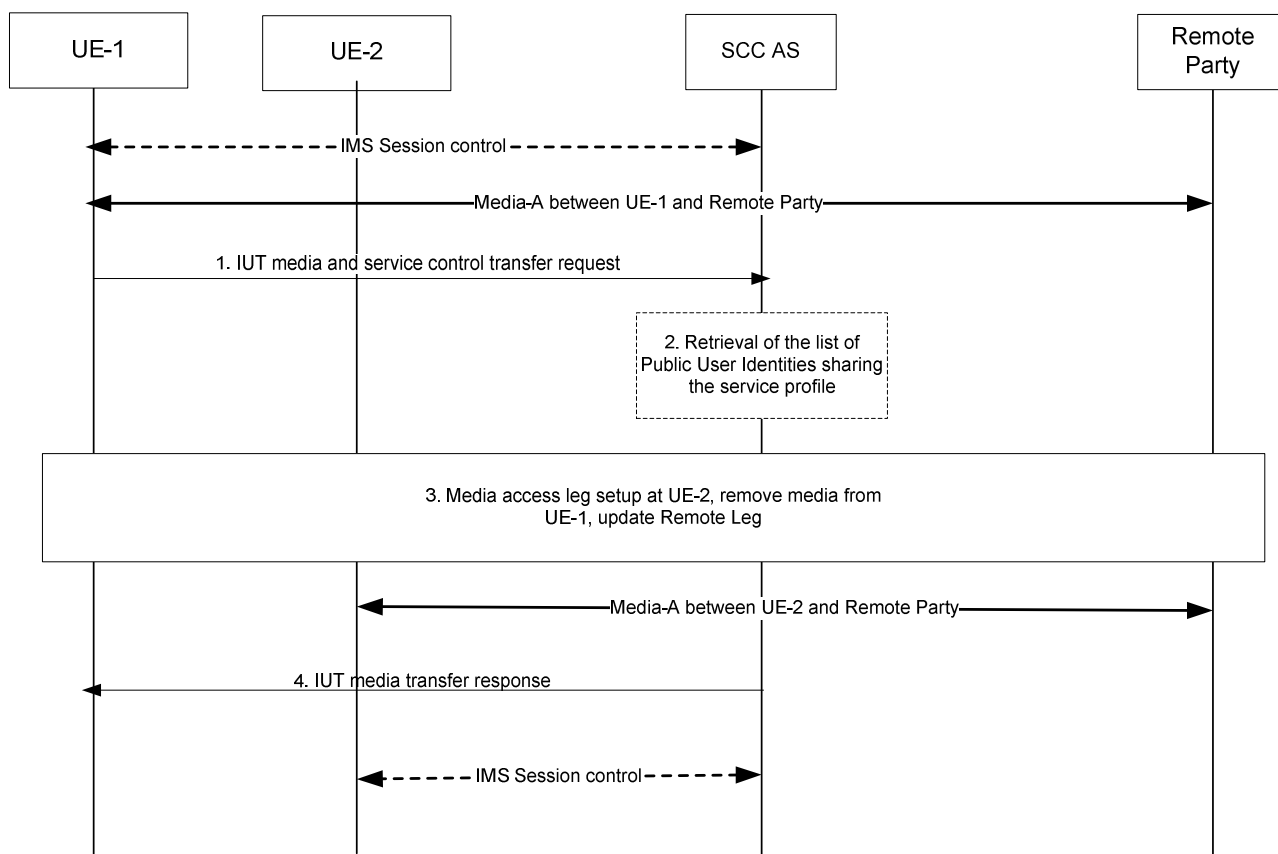 UE-1
UE-2
SCC AS
Remote
Party
IMS Session control
Media-A between UE-1 and Remote Party
1. IUT media and service control transfer request
2. Retrieval of the list of
Public User Identities sharing
the service profile
3. Media access leg setup at UE-2, remove media from
UE-1, update Remote Leg
Media-A between UE-2 and Remote Party
4. IUT media transfer response
IMS Session control